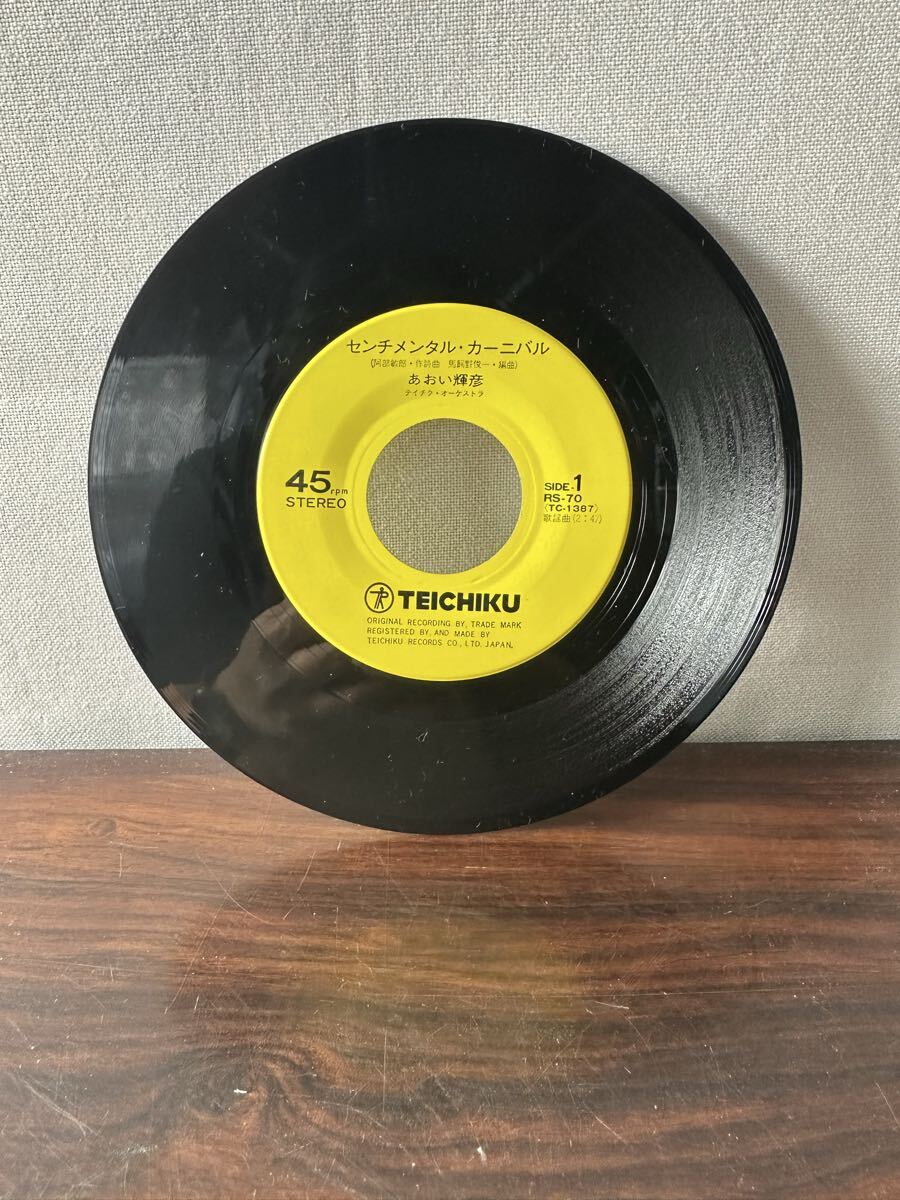 センチメンタル・カーニバル
(阿部敏郎・作詩曲 馬飼野俊一・編曲)
あおい輝彦
テイチク・オーケストラ
45rpm
STEREO
SIDE-1
RS-70
〈TC-1387〉
歌謡曲(2:47)
TEICHIKU
ORIGINAL RECORDING BY, TRADE MARK
REGISTERED BY, AND MADE BY
TEICHIKU RECORDS CO., LTD. JAPAN.